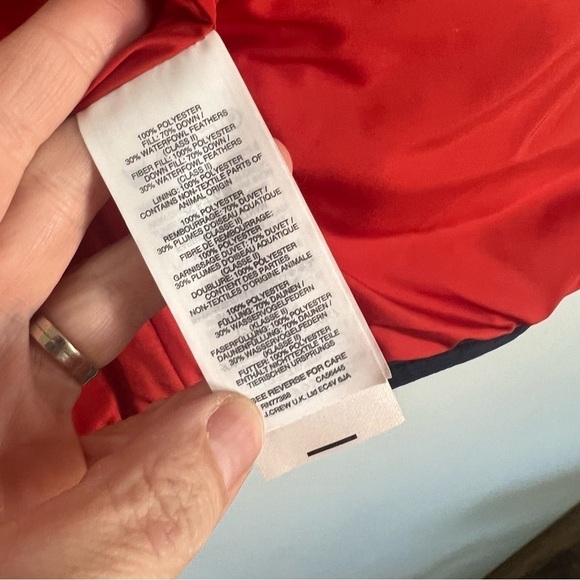 100% POLYESTER
FILL: 70% DOWN /
30% WATERFOWL FEATHERS
(CLASS II)
FIBER FILL: 100% POLYESTER
DOWN FILL: 70% DOWN /
30% WATERFOWL FEATHERS
(CLASS II)
LINING: 100% POLYESTER
CONTAINS NON-TEXTILE PARTS OF
ANIMAL ORIGIN
100% POLYESTER
REMBOURRAGE: 70% DUVET /
30% PLUMES D'OISEAU AQUATIQUE
(CLASSE II)
FIBRE DE REMBOURRAGE:
100% POLYESTER
GARNISSAGE DUVET: 70% DUVET /
30% PLUMES D'OISEAU AQUATIQUE
(CLASSE II)
DOUBLURE: 100% POLYESTER
CONTIENT DES PARTIES
NON-TEXTILES D'ORIGINE ANIMALE
100% POLYESTER
FÜLLUNG: 70% DAUNEN /
30% WASSERVOGELFEDERN
(KLASSE II)
FASERFÜLLUNG: 100% POLYESTER
DAUNENFÜLLUNG: 70% DAUNEN /
30% WASSERVOGELFEDERN
(KLASSE II)
FUTTER: 100% POLYESTER
ENTHÄLT NICHTTEXTILE TEILE
TIERISCHEN URSPRUNGS
SEE REVERSE FOR CARE
RN77388 CA56445
J.CREW U.K. Ltd EC4V 6JA